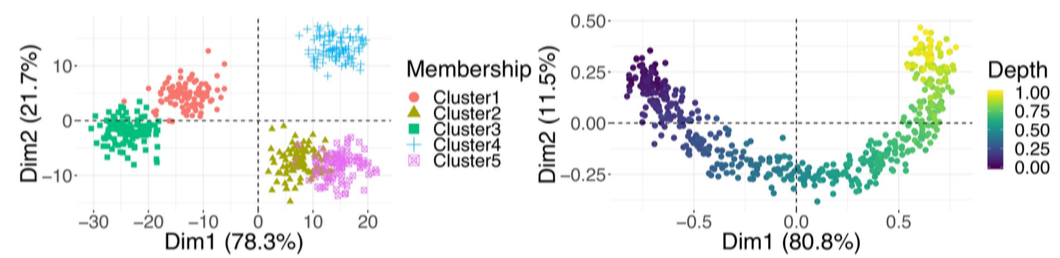 Dim2 (21.7%)
10
0
−10
−30
−20
−10
0
10
20
Dim1 (78.3%)
Membership
Cluster1
Cluster2
Cluster3
Cluster4
Cluster5
Dim2 (11.5%)
0.50
0.25
0.00
−0.25
−0.5
0.0
0.5
Dim1 (80.8%)
Depth
1.00
0.75
0.50
0.25
0.00